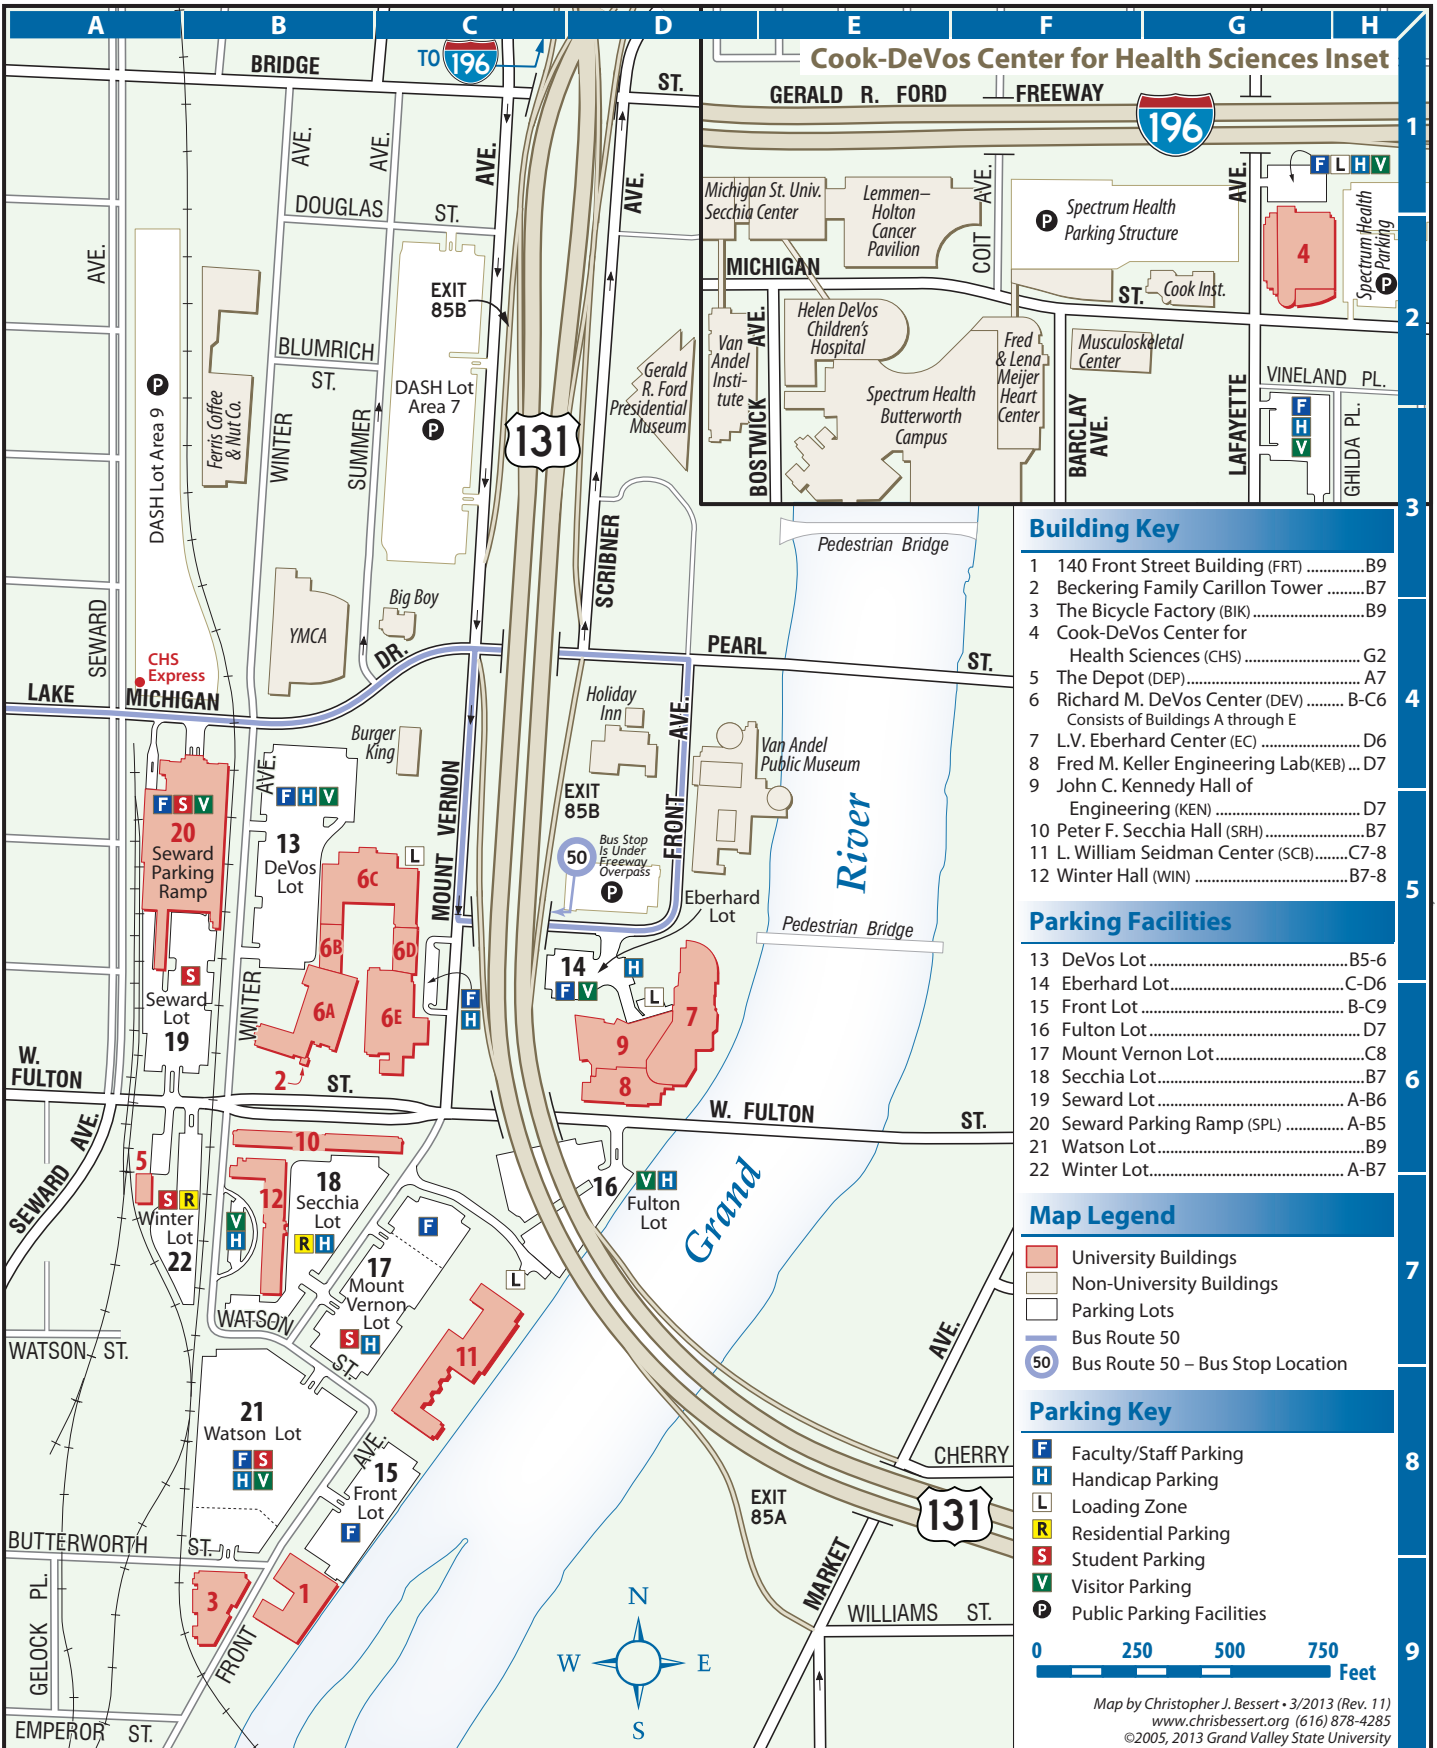 A B C D E F G H
1
2
3
4
5
6
7
8
9
Cook-DeVos Center for Health Sciences Inset
GERALD R. FORD FREEWAY
196
AVE.
AVE.
F L H V
Michigan St. Univ.
Secchia Center
Lemmen–
Holton
Cancer
Pavilion
COIT
P
Spectrum Health
Parking Structure
4
Spectrum Health
Parking
P
MICHIGAN
ST.
Cook Inst.
Van
Andel
Insti-
tute
BOSTWICK AVE.
Helen DeVos
Children's
Hospital
Spectrum Health
Butterworth
Campus
Fred
& Lena
Meijer
Heart
Center
Musculoskeletal
Center
BARCLAY
AVE.
LAFAYETTE
VINELAND PL.
F
H
V
GHILDA PL.
TO 196
BRIDGE
ST.
AVE.
AVE.
AVE.
AVE.
AVE.
DOUGLAS ST.
EXIT
85B
BLUMRICH
ST.
DASH Lot
Area 7
P
P
DASH Lot Area 9
Ferris Coffee
& Nut Co.
WINTER
SUMMER
131
Gerald
R. Ford
Presidential
Museum
SCRIBNER
Pedestrian Bridge
Big Boy
YMCA
SEWARD
CHS
Express
DR.
PEARL
ST.
LAKE MICHIGAN
Holiday
Inn
Burger
King
AVE.
Van Andel
Public Museum
AVE.
F H V
F S V
20
Seward
Parking
Ramp
13
DeVos
Lot
MOUNT VERNON
EXIT
85B
FRONT
50
Bus Stop
Is Under
Freeway
Overpass
P
L
6C
6B
6D
6A
6E
Eberhard
Lot
River
Pedestrian Bridge
14
F V
H
L
S
Seward
Lot
19
WINTER
F
H
7
9
8
2
W.
FULTON
ST.
W. FULTON
ST.
SEWARD AVE.
10
5
S R
Winter
Lot
22
12
V
H
18
Secchia
Lot
R H
F
16
V H
Fulton
Lot
Grand
17
Mount
Vernon
Lot
S H
L
WATSON
ST.
WATSON ST.
11
AVE.
21
Watson Lot
F S
H V
AVE.
15
Front
Lot
F
CHERRY
EXIT
85A
131
BUTTERWORTH ST.
3
1
GELOCK PL.
FRONT
MARKET
WILLIAMS ST.
EMPEROR ST.
N
W E
S
Building Key
1 140 Front Street Building (FRT) ..............B9
2 Beckering Family Carillon Tower .........B7
3 The Bicycle Factory (BIK) ..........................B9
4 Cook-DeVos Center for
Health Sciences (CHS) ......................... G2
5 The Depot (DEP)...................................... A7
6 Richard M. DeVos Center (DEV) ......... B-C6
Consists of Buildings A through E
7 L.V. Eberhard Center (EC) ...................... D6
8 Fred M. Keller Engineering Lab(KEB) ... D7
9 John C. Kennedy Hall of
Engineering (KEN) ................................ D7
10 Peter F. Secchia Hall (SRH)......................B7
11 L. William Seidman Center (SCB).......C7-8
12 Winter Hall (WIN) .................................B7-8
Parking Facilities
13 DeVos Lot...............................................B5-6
14 Eberhard Lot........................................C-D6
15 Front Lot ...............................................B-C9
16 Fulton Lot .................................................D7
17 Mount Vernon Lot...................................C8
18 Secchia Lot................................................B7
19 Seward Lot............................................A-B6
20 Seward Parking Ramp (SPL) ............. A-B5
21 Watson Lot................................................B9
22 Winter Lot..............................................A-B7
Map Legend
University Buildings
Non-University Buildings
Parking Lots
Bus Route 50
50 Bus Route 50 – Bus Stop Location
Parking Key
F Faculty/Staff Parking
H Handicap Parking
L Loading Zone
R Residential Parking
S Student Parking
V Visitor Parking
P Public Parking Facilities
0 250 500 750
Feet
Map by Christopher J. Bessert • 3/2013 (Rev. 11)
www.chrisbessert.org (616) 878-4285
©2005, 2013 Grand Valley State University